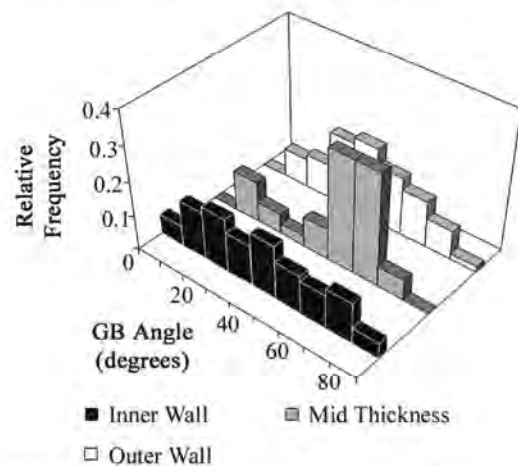 0.4
0.3
0.2
0.1
0
Relative
Frequency
20
40
60
80
GB Angle
(degrees)
Inner Wall
Mid Thickness
Outer Wall